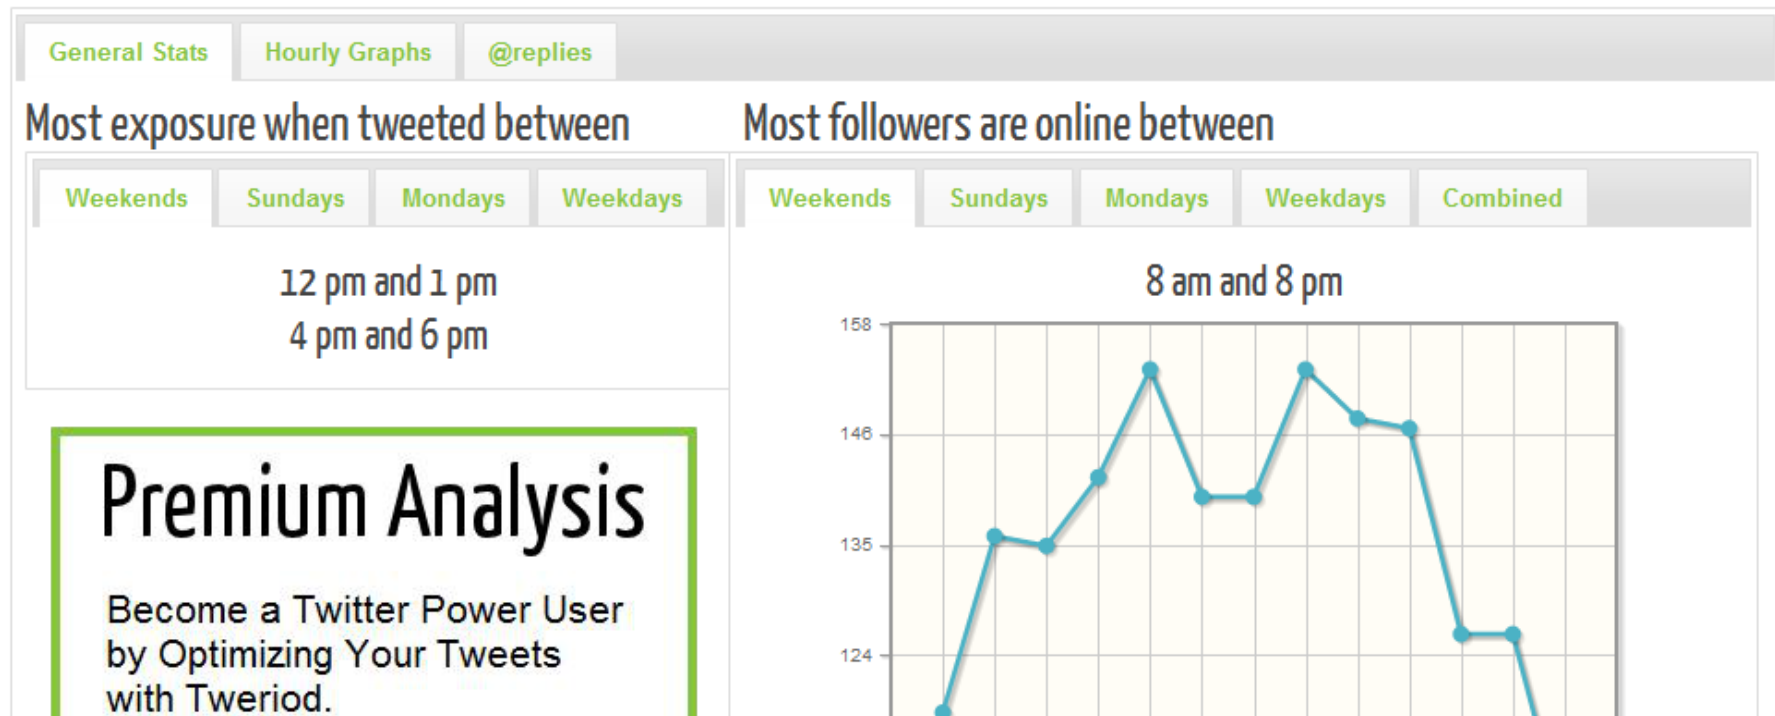 General Stats
Hourly Graphs
@replies
Most exposure when tweeted between
Weekends
Sundays
Mondays
Weekdays
12 pm and 1 pm
4 pm and 6 pm
Premium Analysis
Become a Twitter Power User
by Optimizing Your Tweets
with Tweriod.
Most followers are online between
Weekends
Sundays
Mondays
Weekdays
Combined
8 am and 8 pm
158
146
135
124